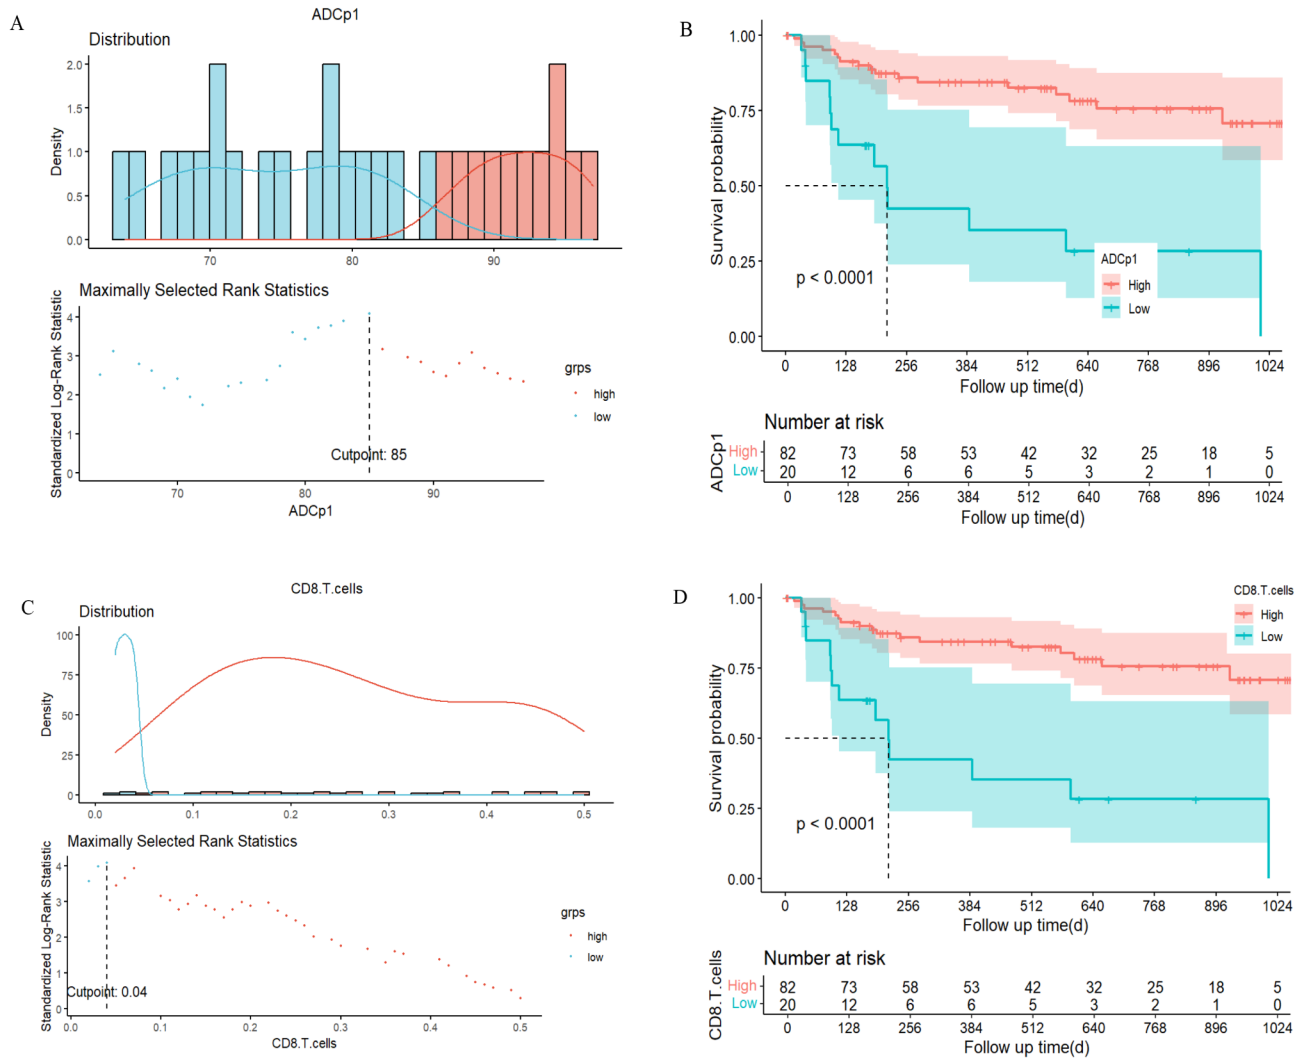 A
ADCp1
Distribution
Density
2.0
1.5
1.0
0.5
0.0
70 80 90
Maximally Selected Rank Statistics
Standardized Log-Rank Statistic
4
3
2
1
0
Cutpoint: 85
70 80 90
ADCp1
grps
high
low
B
Survival probability
1.00
0.75
0.50
0.25
0.00
p < 0.0001
ADCp1
High
Low
0 128 256 384 512 640 768 896 1024
Follow up time(d)
Number at risk
ADCp1
High 82 73 58 53 42 32 25 18 5
Low 20 12 6 6 5 3 2 1 0
0 128 256 384 512 640 768 896 1024
Follow up time(d)
C
CD8.T.cells
Distribution
Density
100
75
50
25
0
0.0 0.1 0.2 0.3 0.4 0.5
Maximally Selected Rank Statistics
Standardized Log-Rank Statistic
4
3
2
1
0
Cutpoint: 0.04
0.0 0.1 0.2 0.3 0.4 0.5
CD8.T.cells
grps
high
low
D
CD8.T.cells
High
Low
Survival probability
1.00
0.75
0.50
0.25
0.00
p < 0.0001
0 128 256 384 512 640 768 896 1024
Follow up time(d)
Number at risk
CD8.T.cells
High 82 73 58 53 42 32 25 18 5
Low 20 12 6 6 5 3 2 1 0
0 128 256 384 512 640 768 896 1024
Follow up time(d)